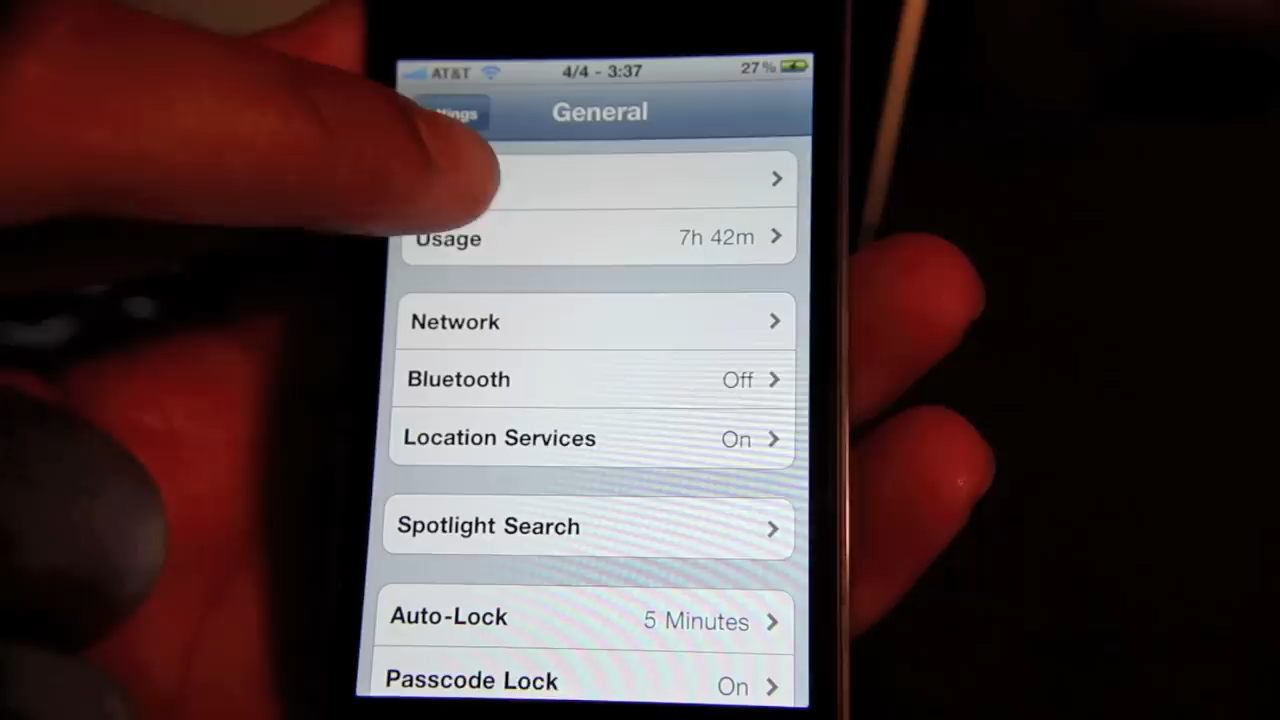 AT&T 4/4 - 3:37 27%
General
Usage 7h 42m
Network
Bluetooth Off
Location Services On
Spotlight Search
Auto-Lock 5 Minutes
Passcode Lock On